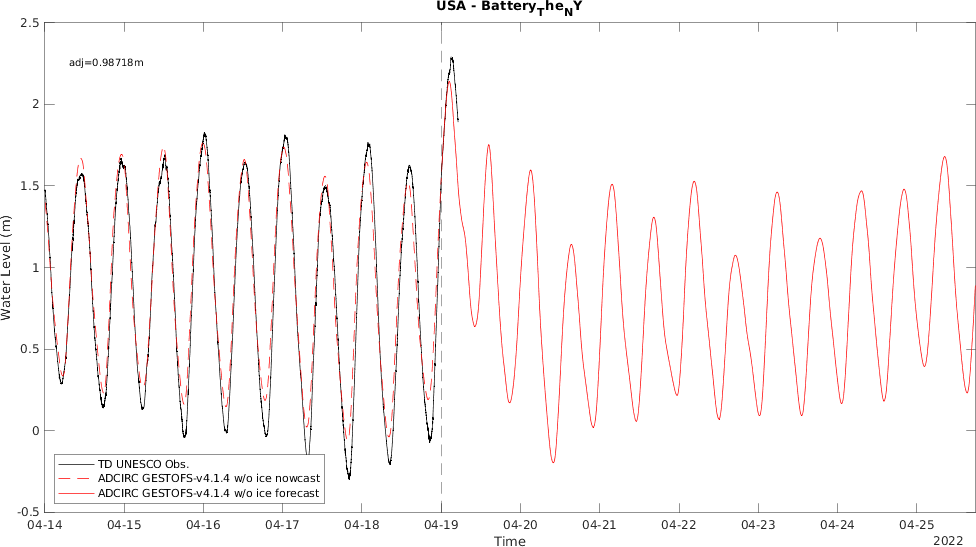 USA - BatteryTheNY
2.5
adj=0.98718m
2
1.5
1
0.5
0
-0.5
Water Level (m)
TD UNESCO Obs.
ADCIRC GESTOFS-v4.1.4 w/o ice nowcast
ADCIRC GESTOFS-v4.1.4 w/o ice forecast
04-14 04-15 04-16 04-17 04-18 04-19 04-20 04-21 04-22 04-23 04-24 04-25
Time
2022